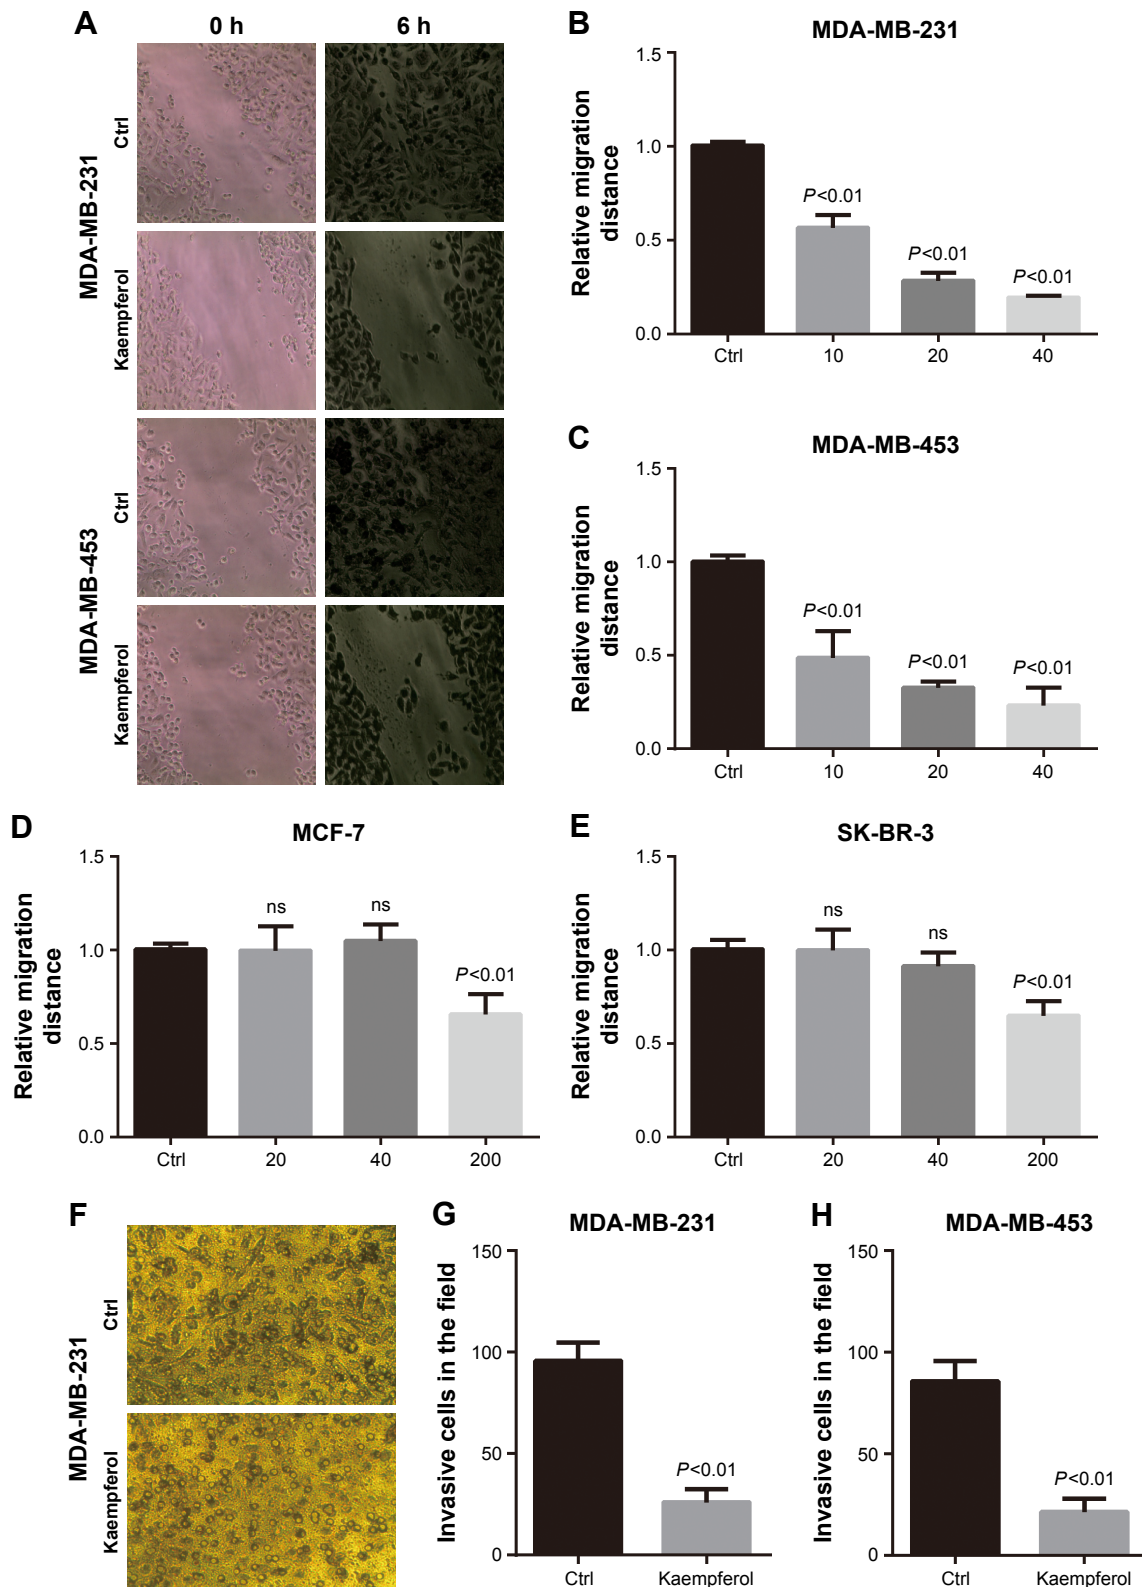 A
0 h
6 h
MDA-MB-231
Ctrl
Kaempferol
MDA-MB-453
Ctrl
Kaempferol
B
MDA-MB-231
Relative migration
distance
1.5
1.0
0.5
0.0
P<0.01
P<0.01
P<0.01
Ctrl
10
20
40
C
MDA-MB-453
Relative migration
distance
1.5
1.0
0.5
0.0
P<0.01
P<0.01
P<0.01
Ctrl
10
20
40
D
MCF-7
Relative migration
distance
1.5
1.0
0.5
0.0
ns
ns
P<0.01
Ctrl
20
40
200
E
SK-BR-3
Relative migration
distance
1.5
1.0
0.5
0.0
ns
ns
P<0.01
Ctrl
20
40
200
F
MDA-MB-231
Ctrl
Kaempferol
G
MDA-MB-231
Invasive cells in the field
150
100
50
0
P<0.01
Ctrl
Kaempferol
H
MDA-MB-453
Invasive cells in the field
150
100
50
0
P<0.01
Ctrl
Kaempferol